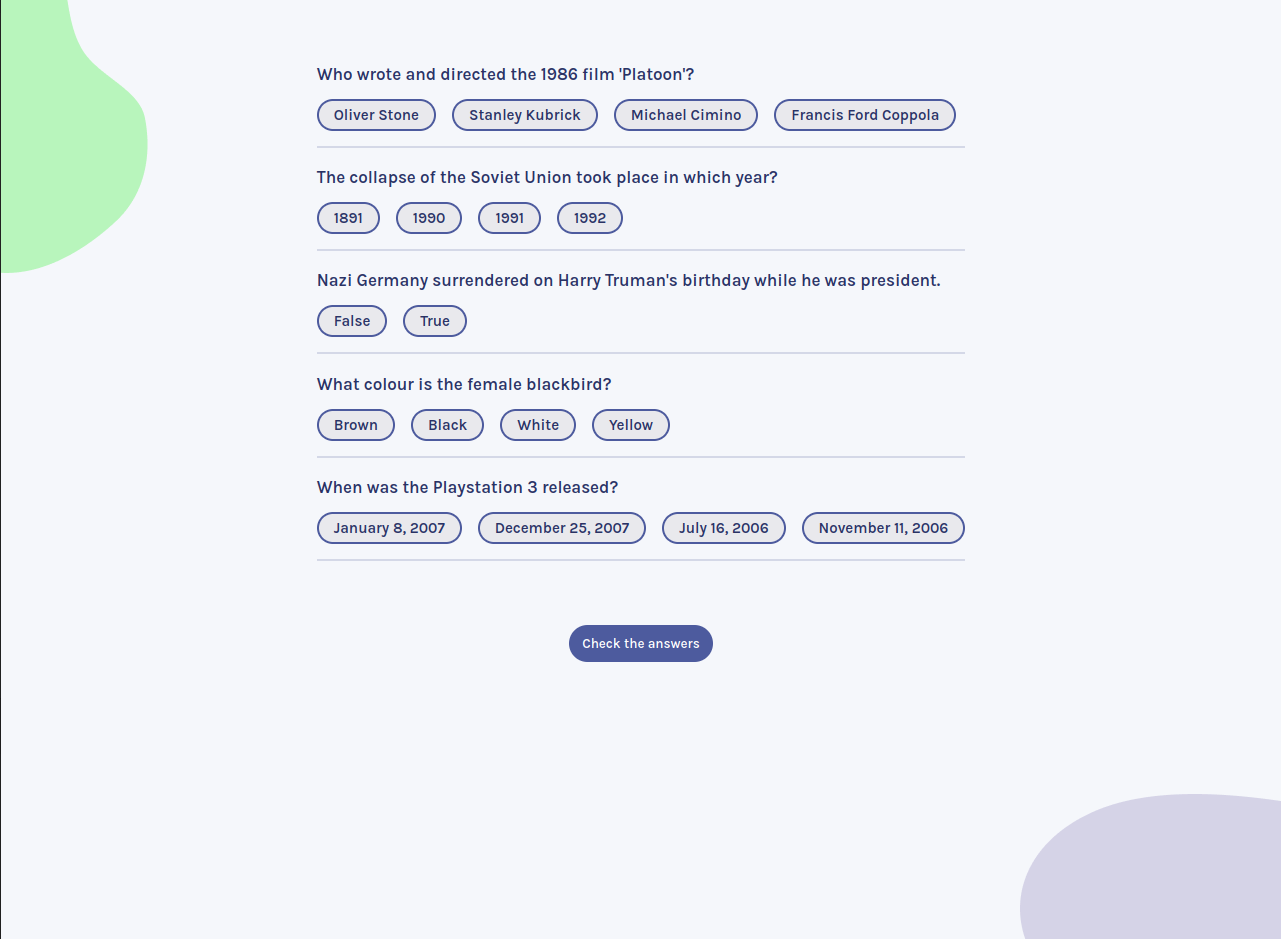 Who wrote and directed the 1986 film 'Platoon'?
Oliver Stone Stanley Kubrick Michael Cimino Francis Ford Coppola
The collapse of the Soviet Union took place in which year?
1891 1990 1991 1992
Nazi Germany surrendered on Harry Truman's birthday while he was president.
False True
What colour is the female blackbird?
Brown Black White Yellow
When was the Playstation 3 released?
January 8, 2007 December 25, 2007 July 16, 2006 November 11, 2006
Check the answers